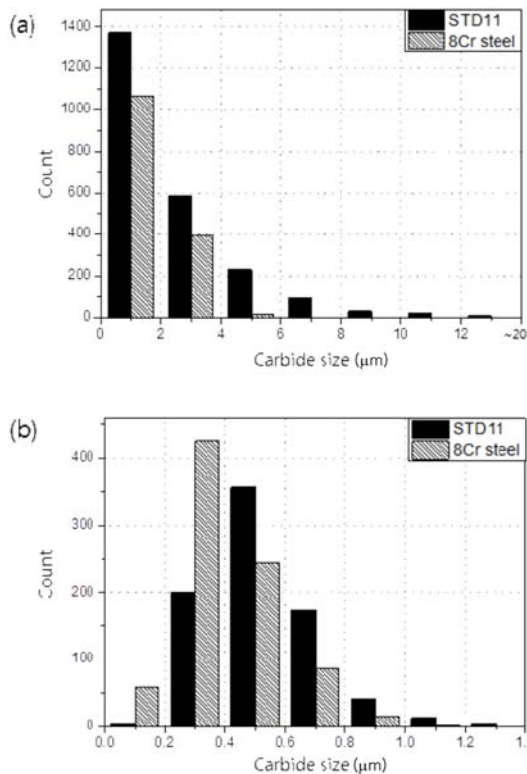 (a)
STD11
8Cr steel
1400
1200
1000
800
600
400
200
0
Count
0 2 4 6 8 10 12 ~20
Carbide size (μm)
(b)
STD11
8Cr steel
400
300
200
100
0
Count
0.0 0.2 0.4 0.6 0.8 1.0 1.2 1.
Carbide size (μm)